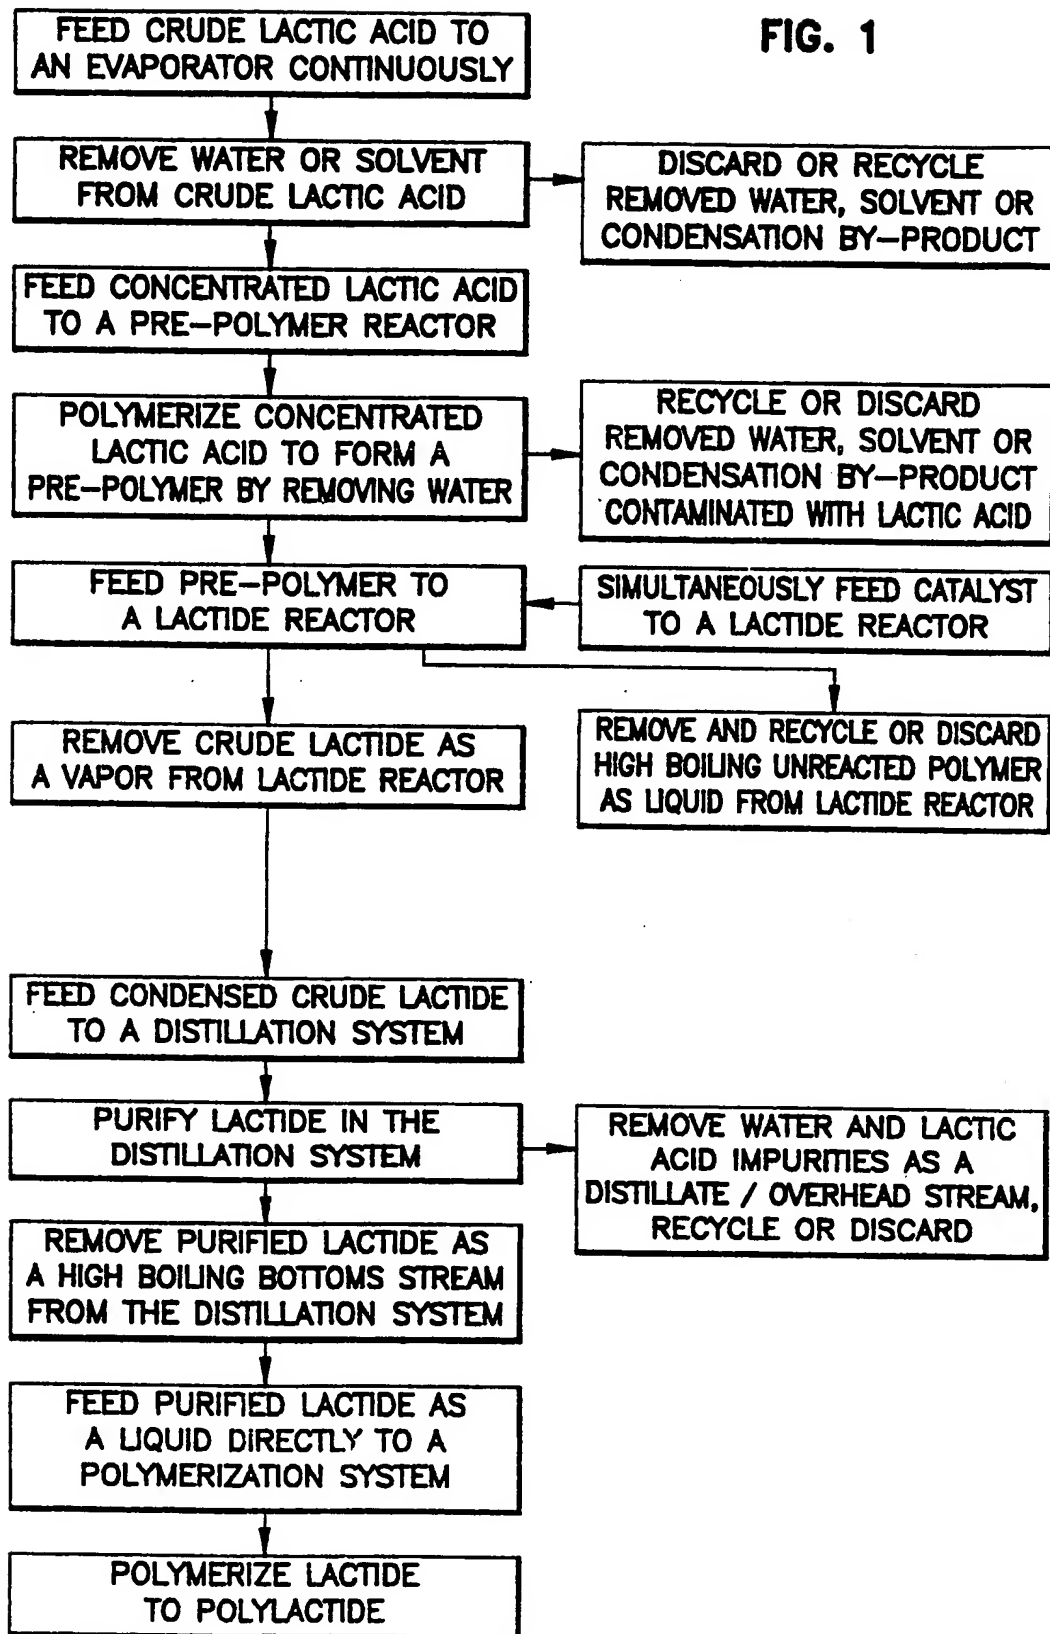 FIG. 1
FEED CRUDE LACTIC ACID TO
AN EVAPORATOR CONTINUOUSLY
REMOVE WATER OR SOLVENT
FROM CRUDE LACTIC ACID
DISCARD OR RECYCLE
REMOVED WATER, SOLVENT OR
CONDENSATION BY-PRODUCT
FEED CONCENTRATED LACTIC ACID
TO A PRE-POLYMER REACTOR
POLYMERIZE CONCENTRATED
LACTIC ACID TO FORM A
PRE-POLYMER BY REMOVING WATER
RECYCLE OR DISCARD
REMOVED WATER, SOLVENT OR
CONDENSATION BY-PRODUCT
CONTAMINATED WITH LACTIC ACID
FEED PRE-POLYMER TO
A LACTIDE REACTOR
SIMULTANEOUSLY FEED CATALYST
TO A LACTIDE REACTOR
REMOVE CRUDE LACTIDE AS
A VAPOR FROM LACTIDE REACTOR
REMOVE AND RECYCLE OR DISCARD
HIGH BOILING UNREACTED POLYMER
AS LIQUID FROM LACTIDE REACTOR
FEED CONDENSED CRUDE LACTIDE
TO A DISTILLATION SYSTEM
PURIFY LACTIDE IN THE
DISTILLATION SYSTEM
REMOVE WATER AND LACTIC
ACID IMPURITIES AS A
DISTILLATE / OVERHEAD STREAM,
RECYCLE OR DISCARD
REMOVE PURIFIED LACTIDE AS
A HIGH BOILING BOTTOMS STREAM
FROM THE DISTILLATION SYSTEM
FEED PURIFIED LACTIDE AS
A LIQUID DIRECTLY TO A
POLYMERIZATION SYSTEM
POLYMERIZE LACTIDE
TO POLYLACTIDE